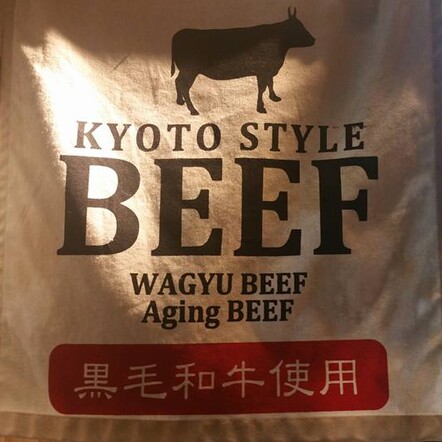 KYOTO STYLE
BEEF
WAGYU BEEF
Aging BEEF
黒毛和牛使用